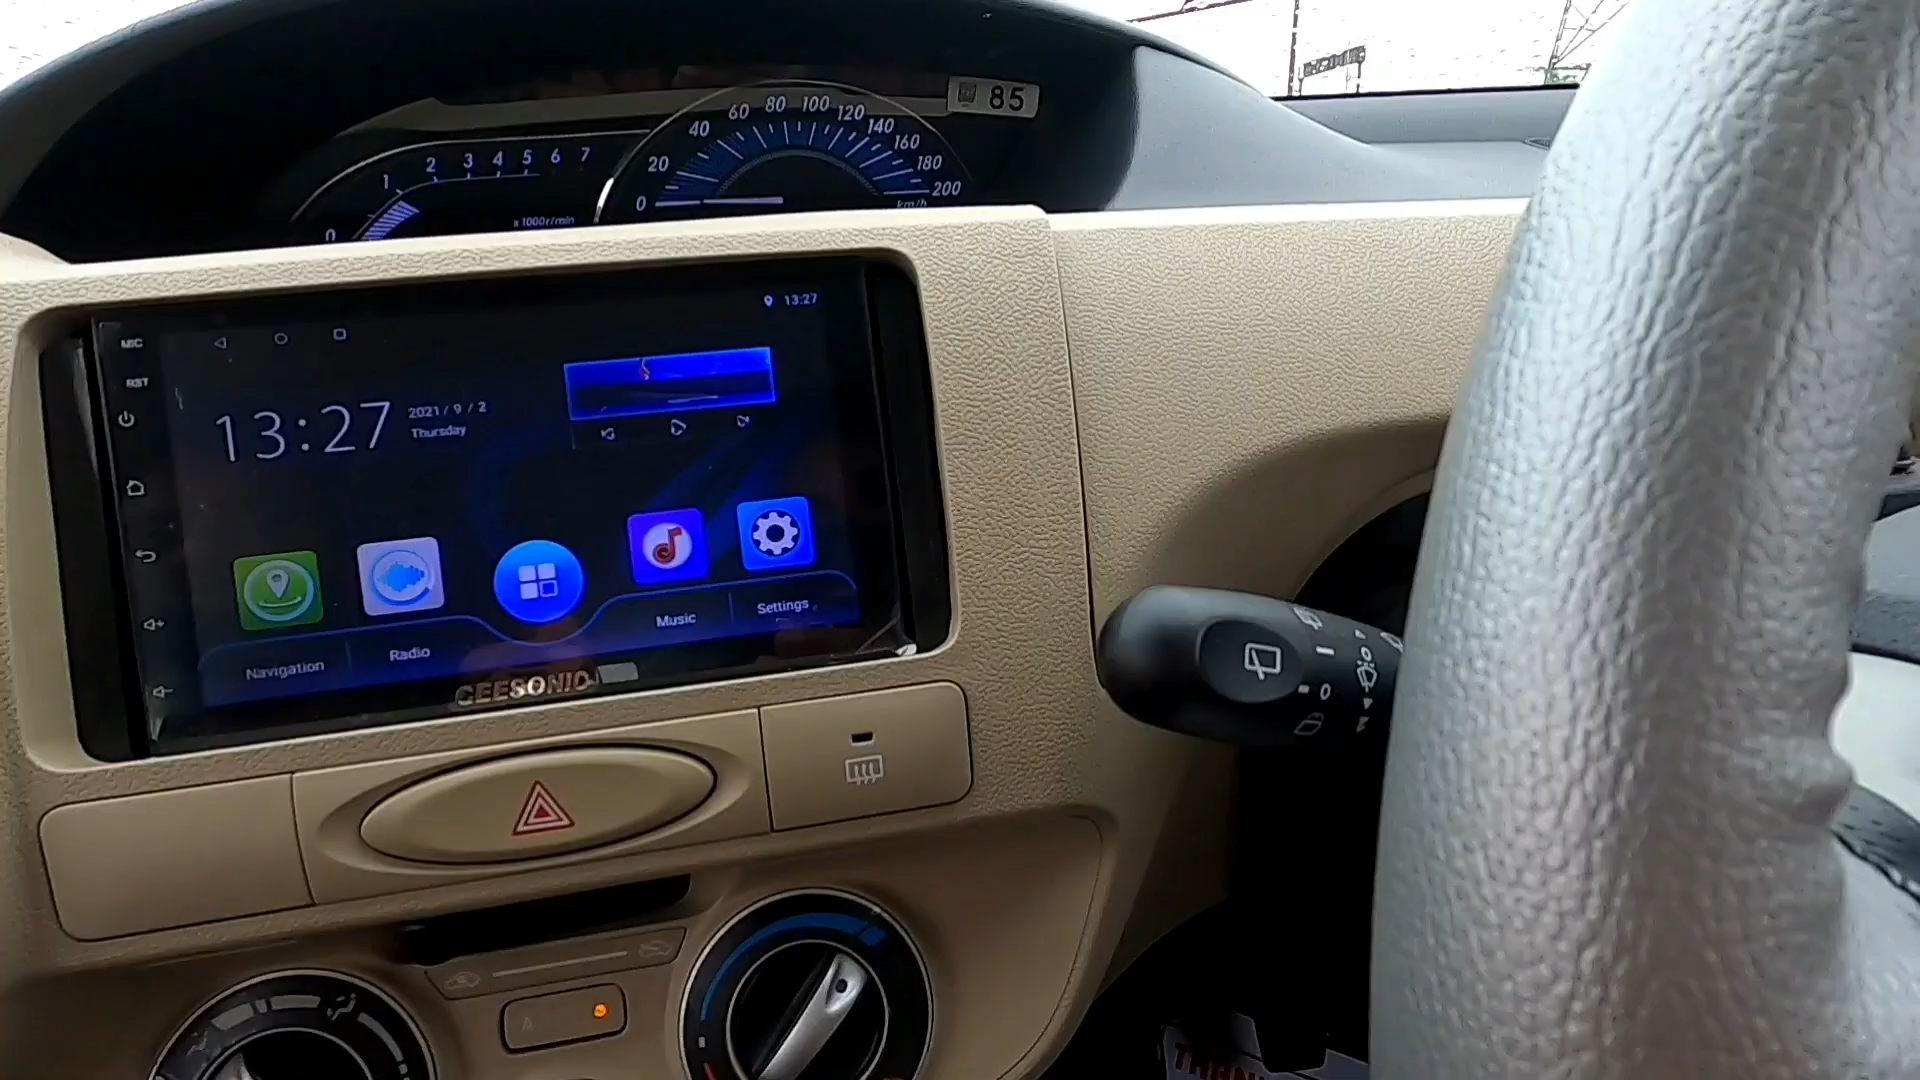 85
0 20 40 60 80 100 120 140 160 180 200
km/h
0 1 2 3 4 5 6 7
x 1000r/min
13:27
MIC
RST
13:27
2021 / 9 / 2
Thursday
Navigation
Radio
Music
Settings
CEESONIC
0